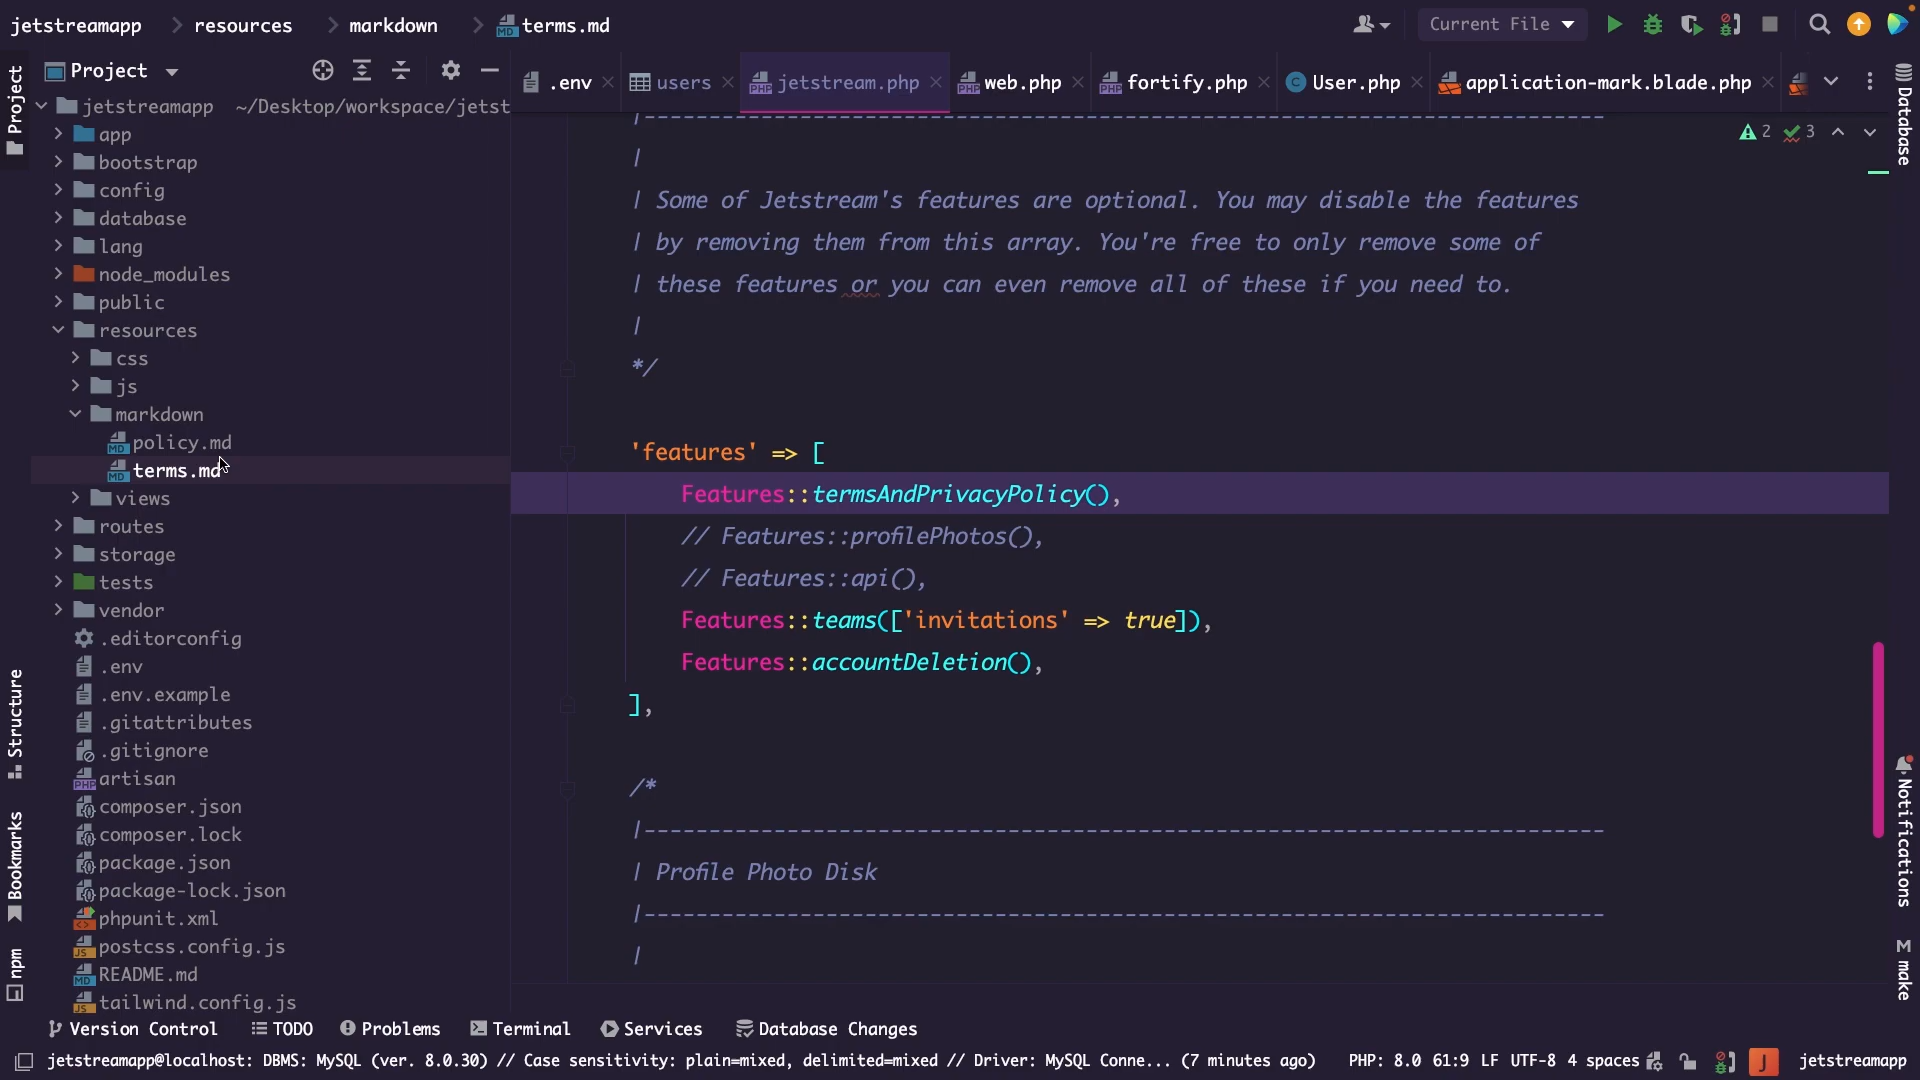 jetstreamapp > resources > markdown > terms.md
Current File
Project
.env
users
jetstream.php
web.php
fortify.php
User.php
application-mark.blade.php
Project
Structure
Bookmarks
npm
jetstreamapp ~/Desktop/workspace/jetst
app
bootstrap
config
database
lang
node_modules
public
resources
css
js
markdown
policy.md
terms.md
views
routes
storage
tests
vendor
.editorconfig
.env
.env.example
.gitattributes
.gitignore
artisan
composer.json
composer.lock
package.json
package-lock.json
phpunit.xml
postcss.config.js
README.md
tailwind.config.js
2 3
|--------------------------------------------------------------------------
|
| Some of Jetstream's features are optional. You may disable the features
| by removing them from this array. You're free to only remove some of
| these features or you can even remove all of these if you need to.
|
*/
'features' => [
Features::termsAndPrivacyPolicy(),
// Features::profilePhotos(),
// Features::api(),
Features::teams(['invitations' => true]),
Features::accountDeletion(),
],
/*
|--------------------------------------------------------------------------
| Profile Photo Disk
|--------------------------------------------------------------------------
|
Database
Notifications
M make
Version Control
TODO
Problems
Terminal
Services
Database Changes
jetstreamapp@localhost: DBMS: MySQL (ver. 8.0.30) // Case sensitivity: plain=mixed, delimited=mixed // Driver: MySQL Conne... (7 minutes ago)
PHP: 8.0 61:9 LF UTF-8 4 spaces
J
jetstreamapp